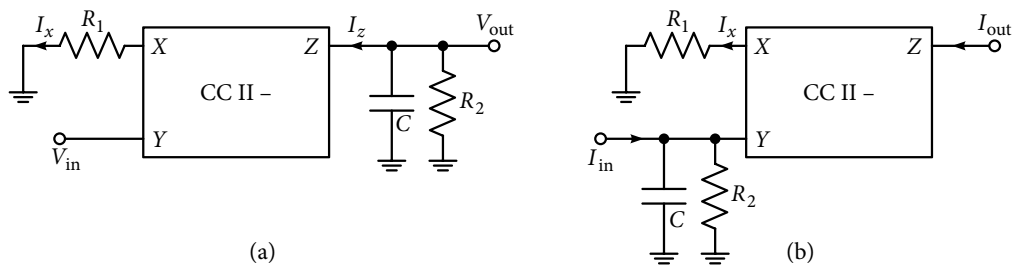 I_x R_1 X Z I_z V_out
CC II –
C R_2
V_in Y
(a)
R_1 I_x X Z I_out
CC II –
I_in Y
C R_2
(b)